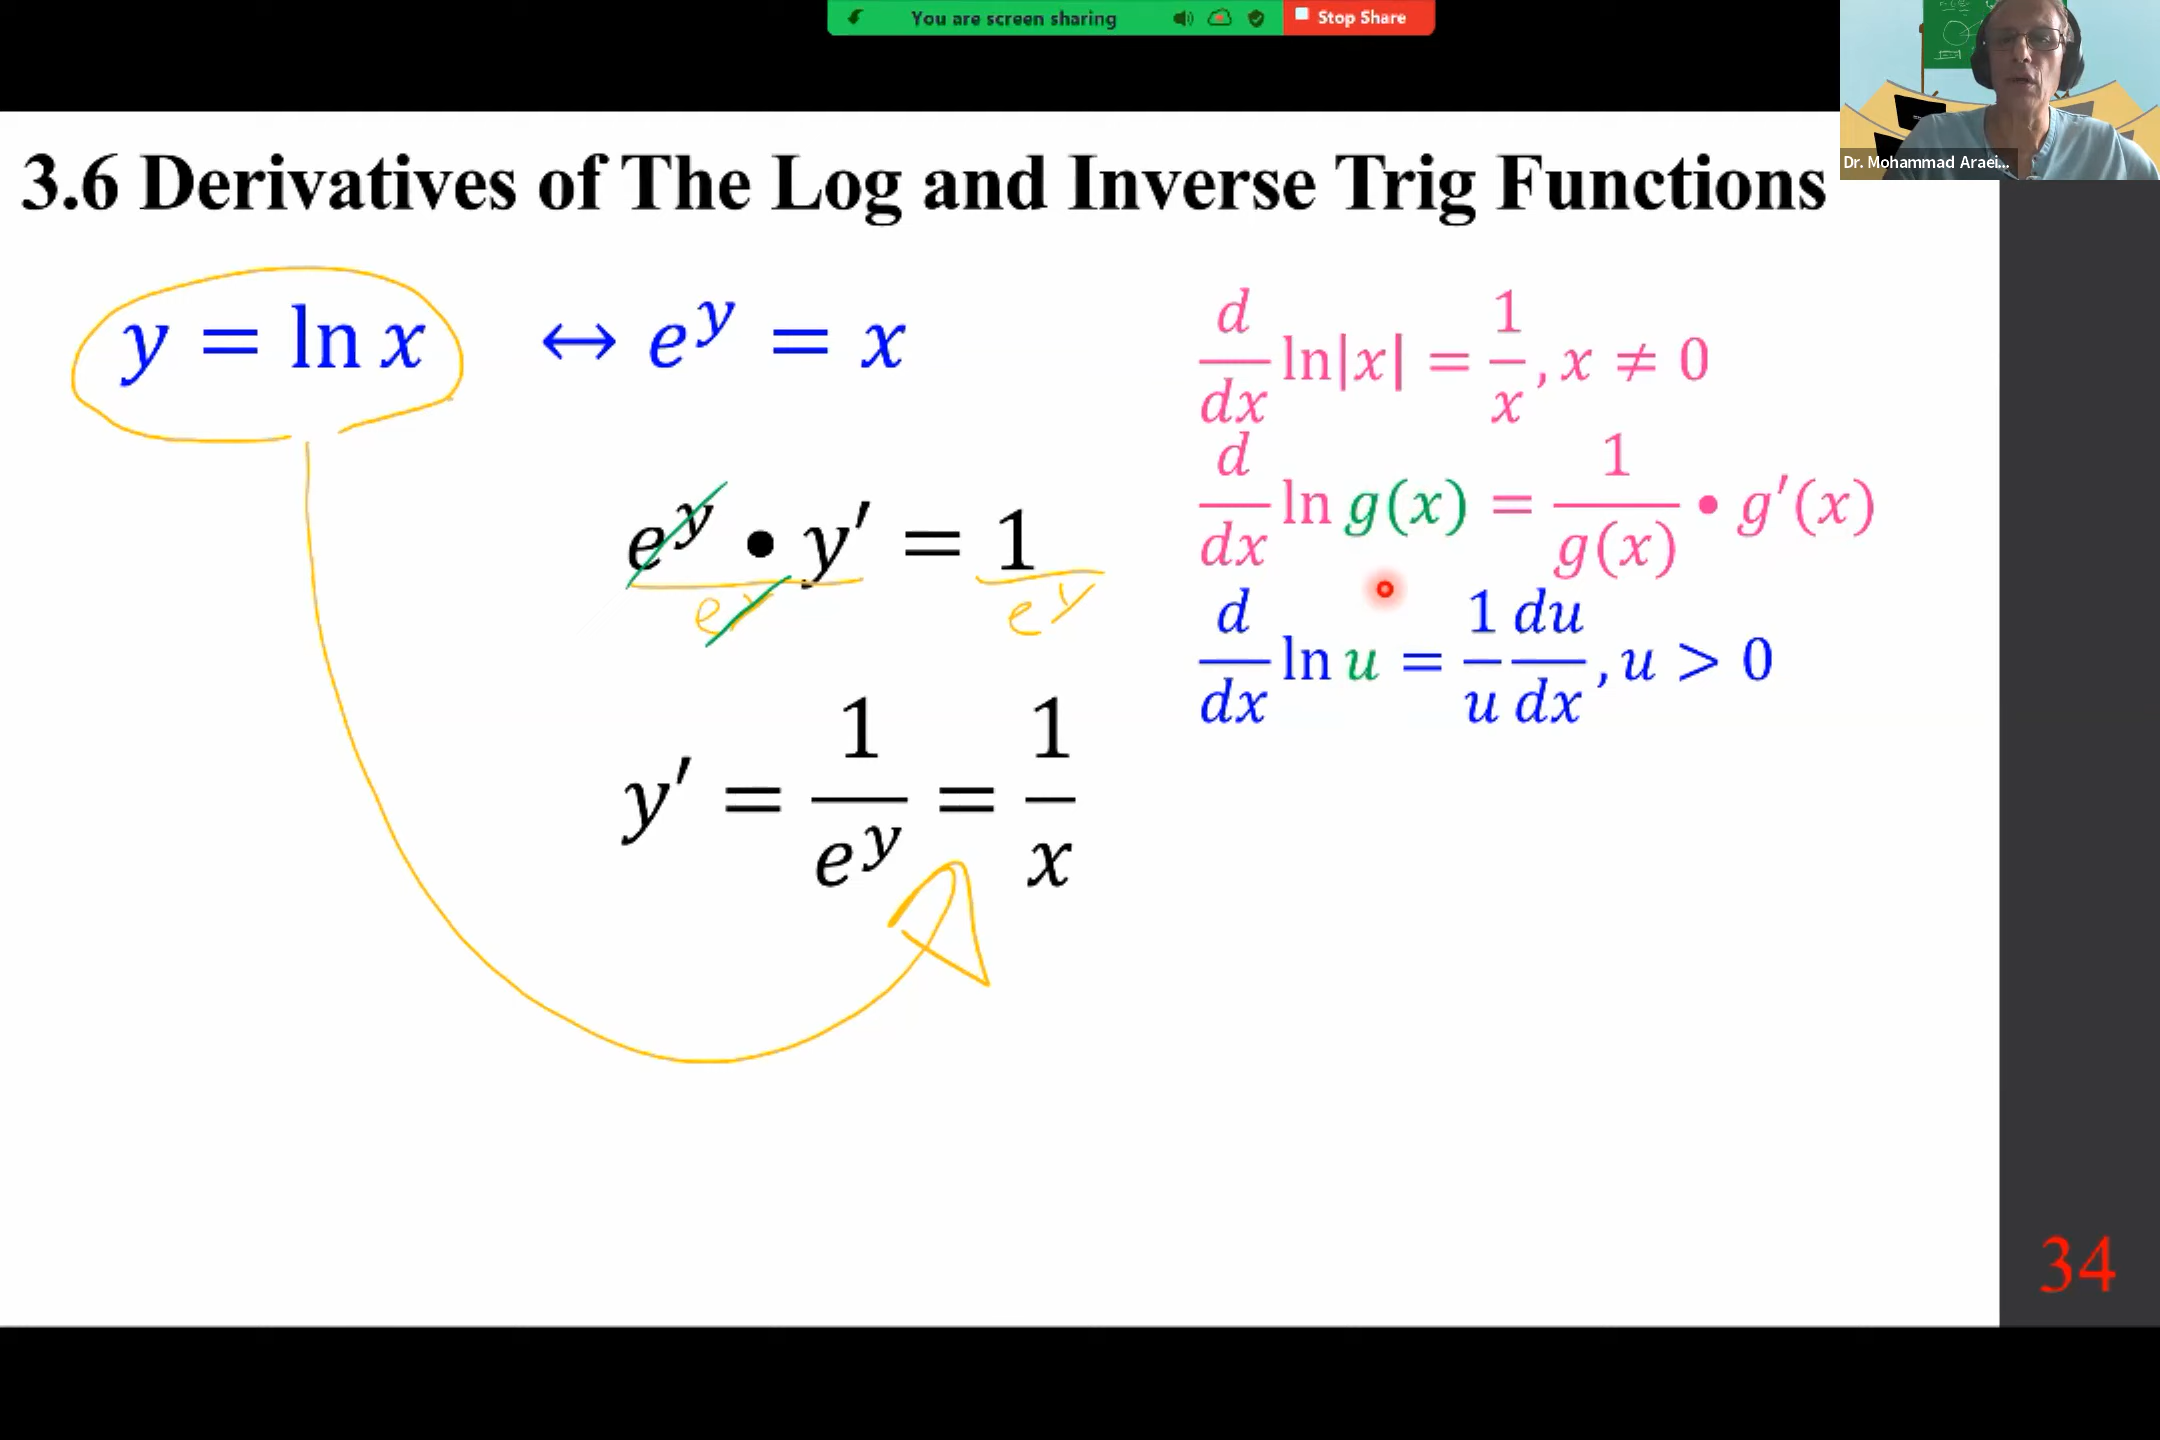 You are screen sharing Stop Share
Dr. Mohammad Araei...
3.6 Derivatives of The Log and Inverse Trig Functions
y = ln x ↔ e^y = x
e^y • y′ = 1
e^y e^y
y′ = 1/e^y = 1/x
d/dx ln|x| = 1/x, x ≠ 0
d/dx ln g(x) = 1/g(x) • g′(x)
d/dx ln u = 1/u du/dx, u > 0
34